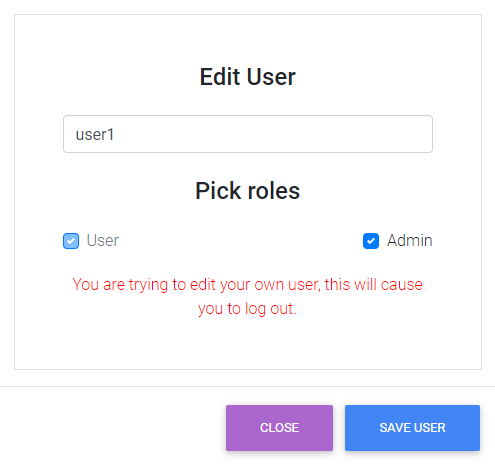 Edit User
user1
Pick roles
User Admin
You are trying to edit your own user, this will cause
you to log out.
CLOSE SAVE USER